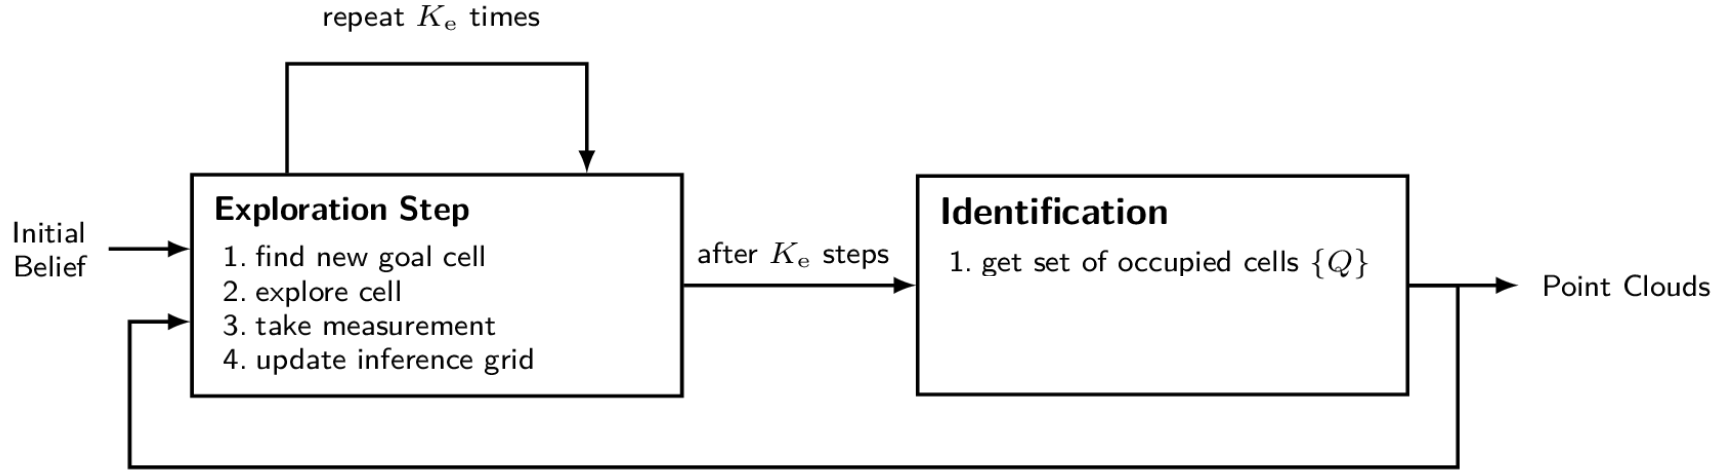 repeat Kₑ times
Initial
Belief
Exploration Step
1. find new goal cell
2. explore cell
3. take measurement
4. update inference grid
after Kₑ steps
Identification
1. get set of occupied cells {Q}
Point Clouds